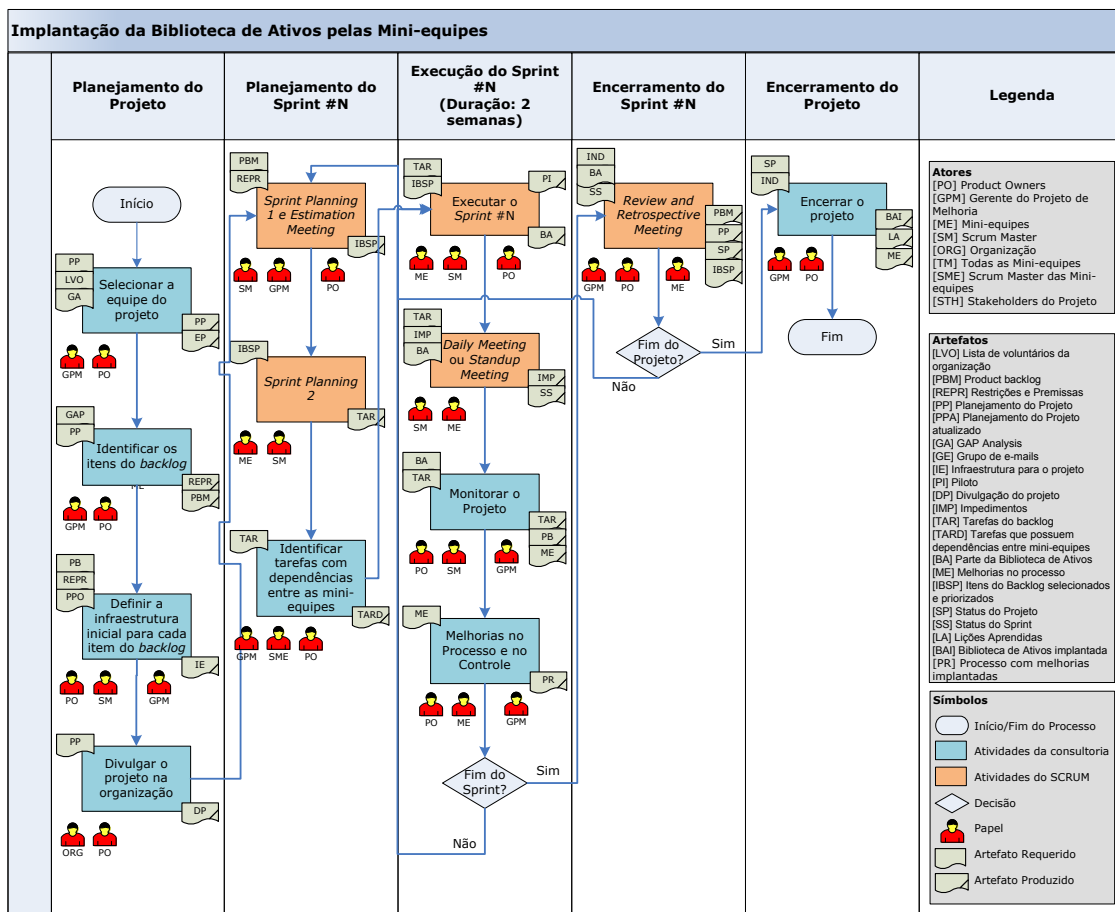 Implantação da Biblioteca de Ativos pelas Mini-equipes
Planejamento do
Projeto
Início
PP
LVO
GA
Selecionar a
equipe do
projeto
PP
EP
GPM
PO
GAP
PP
Identificar os
itens do backlog
ME
REPR
PBM
GPM
PO
PB
REPR
PPO
Definir a
infraestrutura
inicial para cada
item do backlog
IE
PO
SM
GPM
PP
Divulgar o
projeto na
organização
DP
ORG
PO
Planejamento do
Sprint #N
PBM
REPR
Sprint Planning
1 e Estimation
Meeting
IBSP
SM
GPM
PO
IBSP
Sprint Planning
2
TAR
ME
SM
TAR
Identificar
tarefas com
dependências
entre as mini-
equipes
TARD
GPM
SME
PO
Execução do Sprint
#N
(Duração: 2
semanas)
TAR
IBSP
PI
Executar o
Sprint #N
BA
ME
SM
PO
TAR
IMP
BA
Daily Meeting
ou Standup
Meeting
IMP
SS
SM
ME
BA
TAR
Monitorar o
Projeto
TAR
PB
ME
PO
SM
GPM
ME
Melhorias no
Processo e no
Controle
PR
PO
ME
GPM
Fim do
Sprint?
Sim
Não
Encerramento do
Sprint #N
IND
BA
SS
Review and
Retrospective
Meeting
PBM
PP
SP
IBSP
GPM
PO
ME
Fim do
Projeto?
Sim
Não
Encerramento do
Projeto
SP
IND
Encerrar o
projeto
BAI
LA
ME
GPM
PO
Fim
Legenda
Atores
[PO] Product Owners
[GPM] Gerente do Projeto de
Melhoria
[ME] Mini-equipes
[SM] Scrum Master
[ORG] Organização
[TM] Todas as Mini-equipes
[SME] Scrum Master das Mini-
equipes
[STH] Stakeholders do Projeto
Artefatos
[LVO] Lista de voluntários da
organização
[PBM] Product backlog
[REPR] Restrições e Premissas
[PP] Planejamento do Projeto
[PPA] Planejamento do Projeto
atualizado
[GA] GAP Analysis
[GE] Grupo de e-mails
[IE] Infraestrutura para o projeto
[PI] Piloto
[DP] Divulgação do projeto
[IMP] Impedimentos
[TAR] Tarefas do backlog
[TARD] Tarefas que possuem
dependências entre mini-equipes
[BA] Parte da Biblioteca de Ativos
[ME] Melhorias no processo
[IBSP] Itens do Backlog selecionados
e priorizados
[SP] Status do Projeto
[SS] Status do Sprint
[LA] Lições Aprendidas
[BAI] Biblioteca de Ativos implantada
[PR] Processo com melhorias
implantadas
Símbolos
Início/Fim do Processo
Atividades da consultoria
Atividades do SCRUM
Decisão
Papel
Artefato Requerido
Artefato Produzido